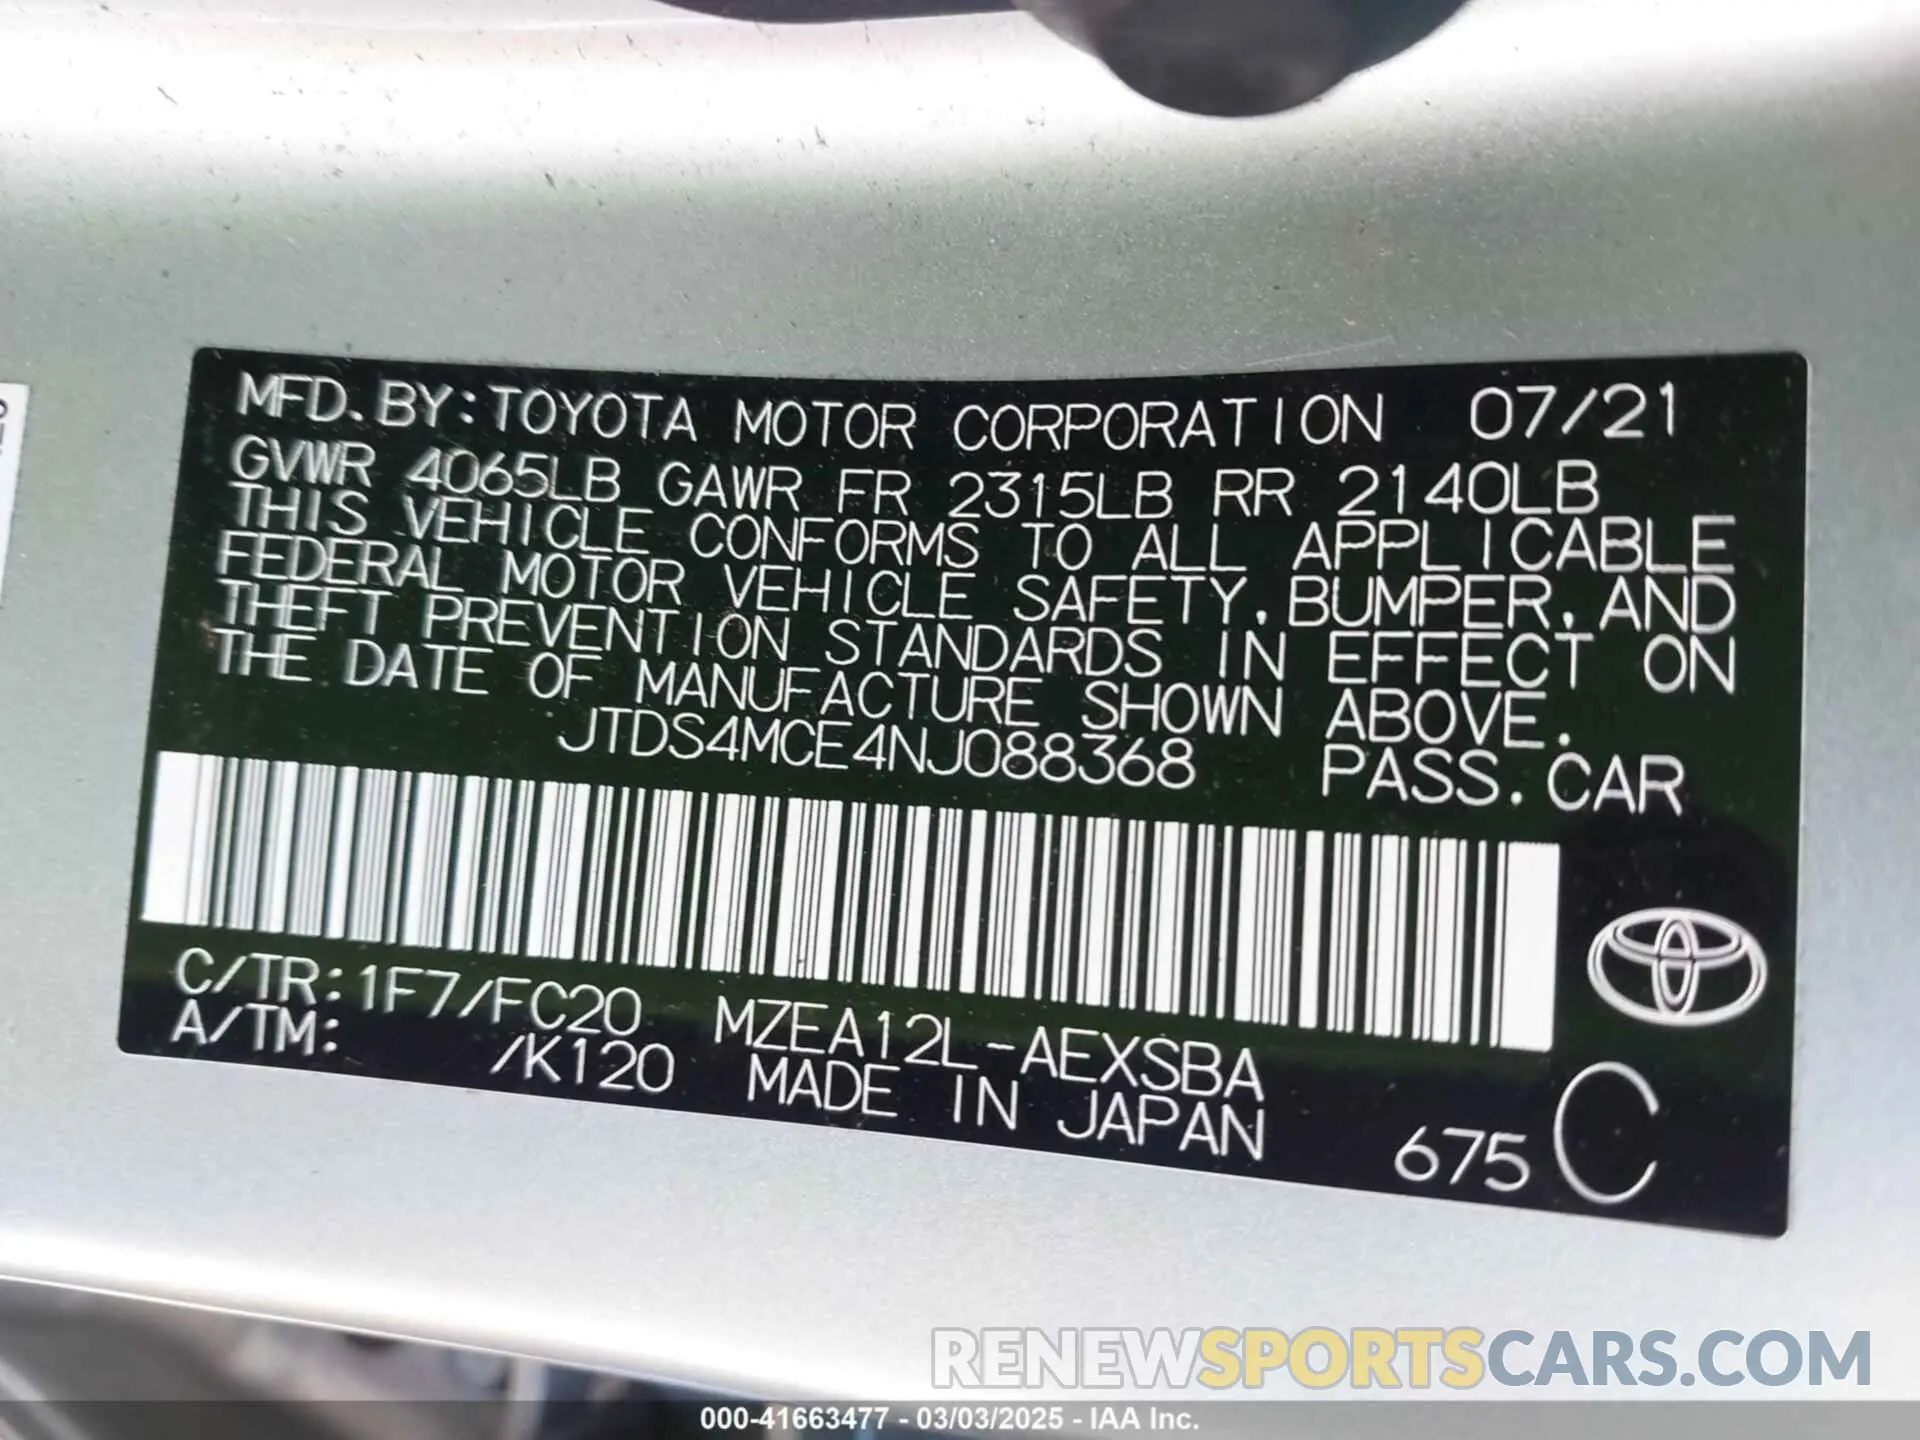 MFD. BY: TOYOTA MOTOR CORPORATION 07/21
GVWR 4065LB GAWR FR 2315LB RR 2140LB
THIS VEHICLE CONFORMS TO ALL APPLICABLE
FEDERAL MOTOR VEHICLE SAFETY, BUMPER, AND
THEFT PREVENTION STANDARDS IN EFFECT ON
THE DATE OF MANUFACTURE SHOWN ABOVE.
JTDS4MCE4NJ088368 PASS. CAR
C/TR: 1F7/FC20 MZEA12L-AEXSBA
A/TM: /K120 MADE IN JAPAN
675 C
RENEWSPORTSCARS.COM
000-41663477 - 03/03/2025 - IAA Inc.